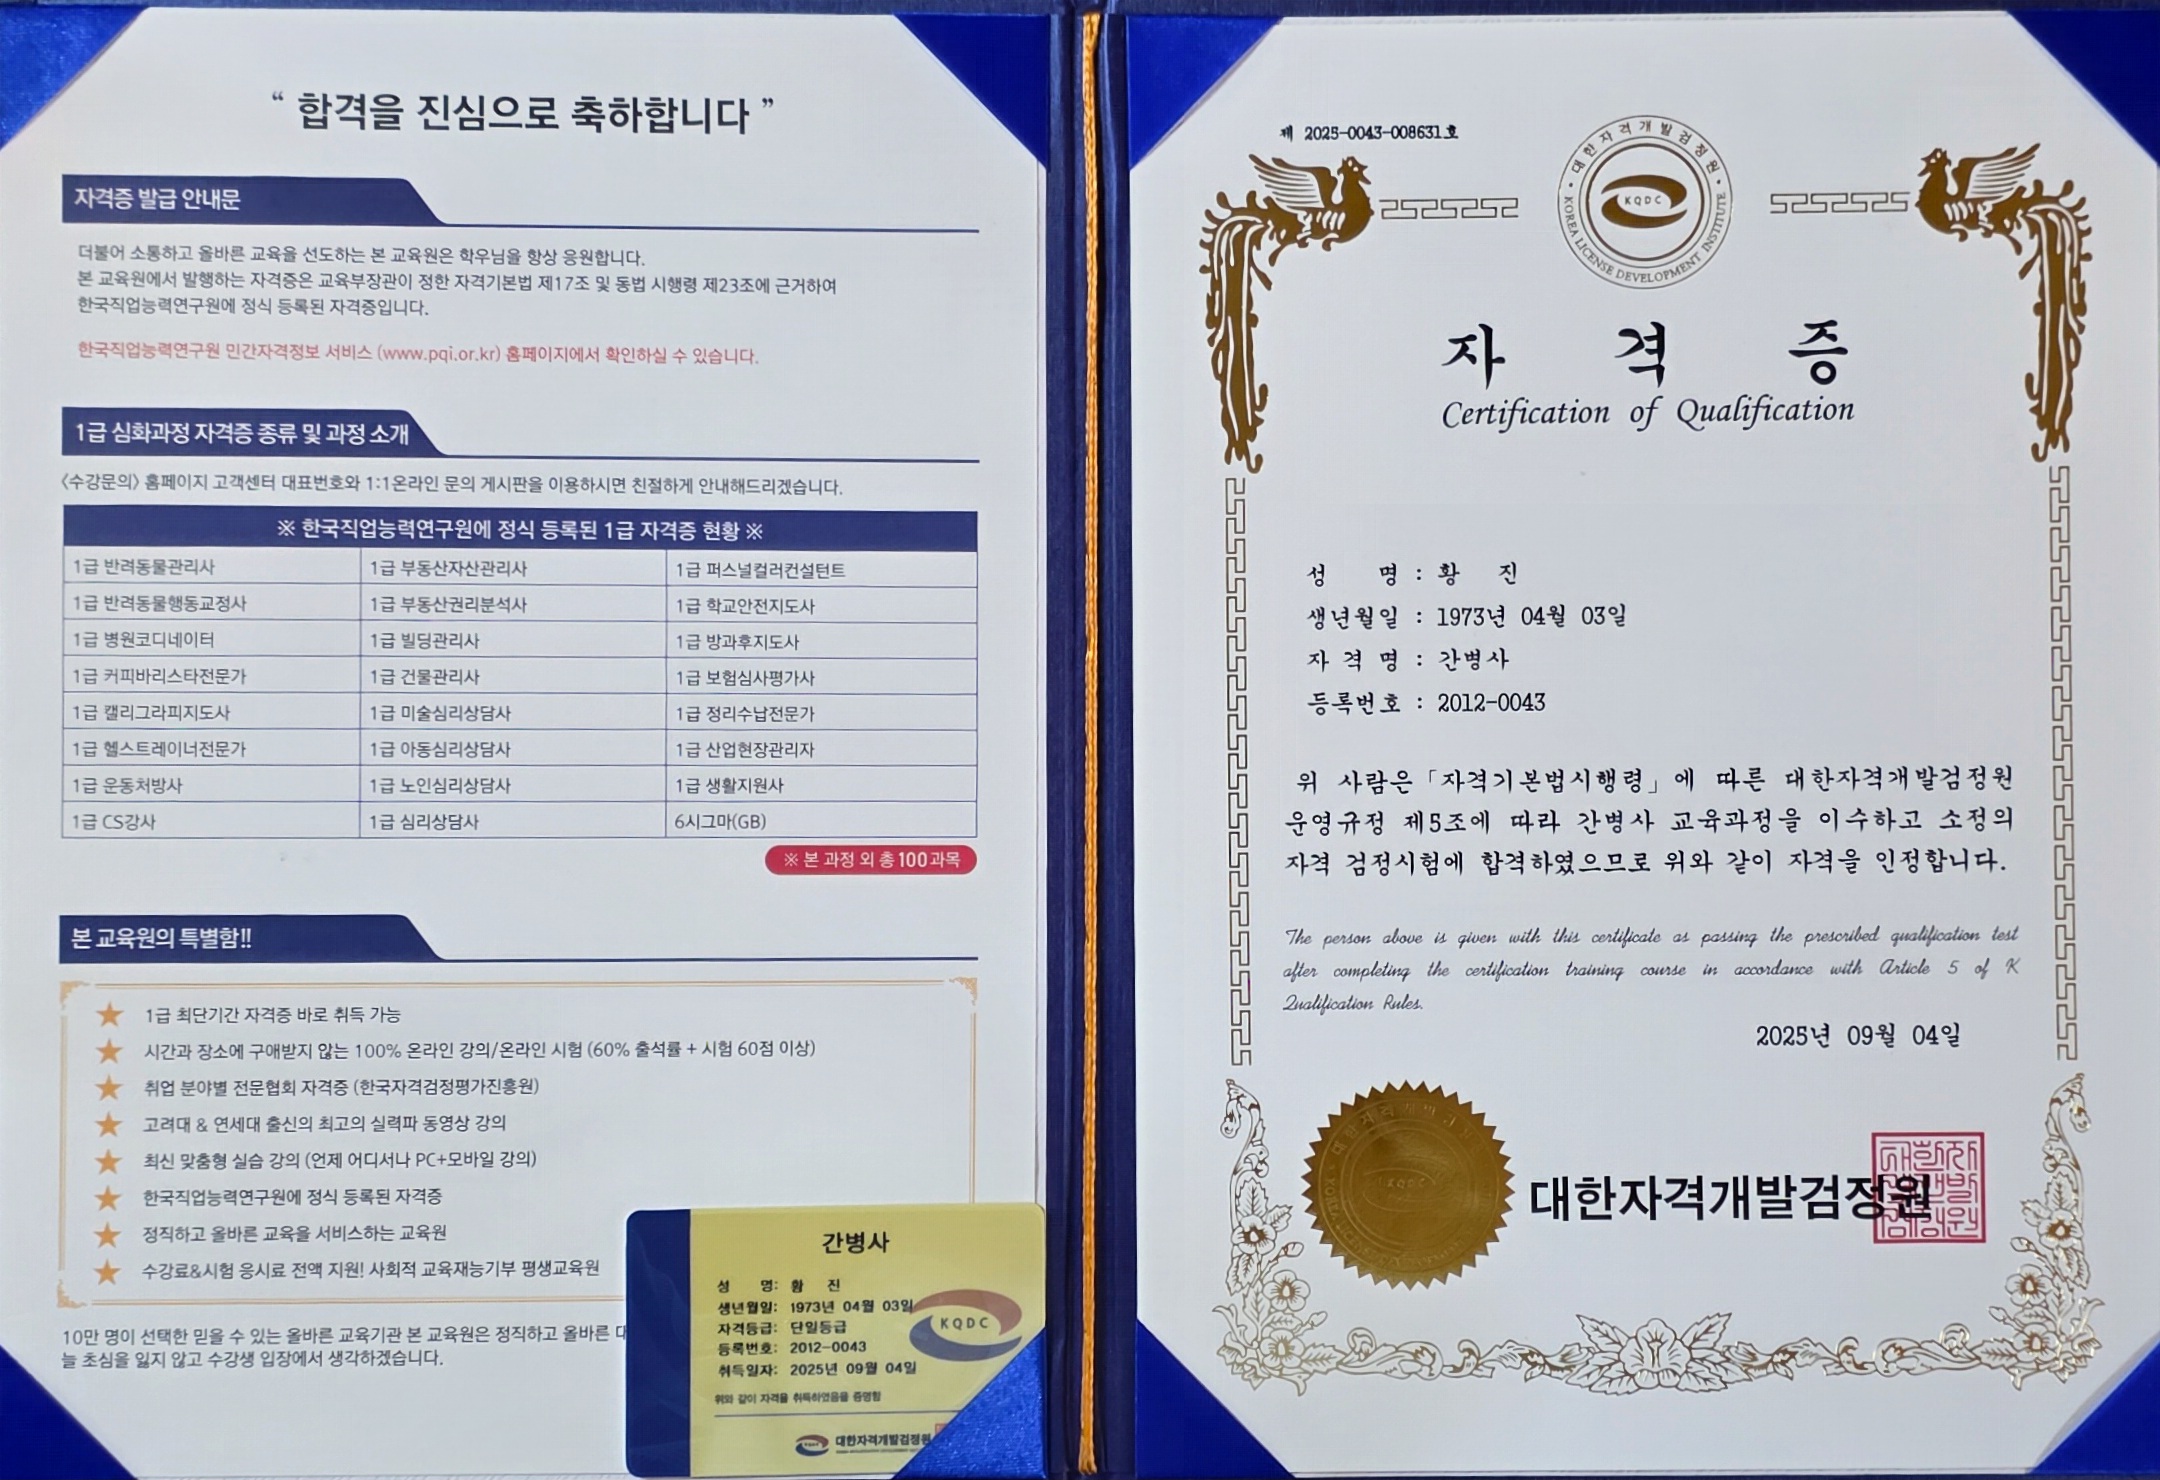 “ 합격을 진심으로 축하합니다 ”
자격증 발급 안내문
더불어 소통하고 올바른 교육을 선도하는 본 교육원은 학우님을 항상 응원합니다.
본 교육원에서 발행하는 자격증은 교육부장관이 정한 자격기본법 제17조 및 동법 시행령 제23조에 근거하여
한국직업능력연구원에 정식 등록된 자격증입니다.
한국직업능력연구원 민간자격정보 서비스 (www.pqi.or.kr) 홈페이지에서 확인하실 수 있습니다.
1급 심화과정 자격증 종류 및 과정 소개
<수강문의> 홈페이지 고객센터 대표번호와 1:1온라인 문의 게시판을 이용하시면 친절하게 안내해드리겠습니다.
※ 한국직업능력연구원에 정식 등록된 1급 자격증 현황 ※
1급 반려동물관리사 1급 부동산자산관리사 1급 퍼스널컬러컨설턴트
1급 반려동물행동교정사 1급 부동산권리분석사 1급 학교안전지도사
1급 병원코디네이터 1급 빌딩관리사 1급 방과후지도사
1급 커피바리스타전문가 1급 건물관리사 1급 보험심사평가사
1급 캘리그라피지도사 1급 미술심리상담사 1급 정리수납전문가
1급 헬스트레이너전문가 1급 아동심리상담사 1급 산업현장관리자
1급 운동처방사 1급 노인심리상담사 1급 생활지원사
1급 CS강사 1급 심리상담사 6시그마(GB)
※ 본 과정 외 총 100과목
본 교육원의 특별함!!
1급 최단기간 자격증 바로 취득 가능
시간과 장소에 구애받지 않는 100% 온라인 강의/온라인 시험 (60% 출석률 + 시험 60점 이상)
취업 분야별 전문협회 자격증 (한국자격검정평가진흥원)
고려대 & 연세대 출신의 최고의 실력파 동영상 강의
최신 맞춤형 실습 강의 (언제 어디서나 PC+모바일 강의)
한국직업능력연구원에 정식 등록된 자격증
정직하고 올바른 교육을 서비스하는 교육원
수강료&시험 응시료 전액 지원! 사회적 교육재능기부 평생교육원
10만 명이 선택한 믿을 수 있는 올바른 교육기관 본 교육원은 정직하고 올바른
늘 초심을 잃지 않고 수강생 입장에서 생각하겠습니다.
간병사
성 명: 황 진
생년월일: 1973년 04월 03일
자격등급: 단일등급
등록번호: 2012-0043
취득일자: 2025년 09월 04일
위와 같이 자격을 취득하였음을 증명함
KQDC
대한자격개발검정원
제 2025-0043-008631호
대한자격개발검정원
KQDC
KOREA LICENSE DEVELOPMENT INSTITUTE
자 격 증
Certification of Qualification
성 명 : 황 진
생년월일 : 1973년 04월 03일
자 격 명 : 간병사
등록번호 : 2012-0043
위 사람은 「자격기본법시행령」에 따른 대한자격개발검정원
운영규정 제5조에 따라 간병사 교육과정을 이수하고 소정의
자격 검정시험에 합격하였으므로 위와 같이 자격을 인정합니다.
The person above is given with this certificate as passing the prescribed qualification test
after completing the certification training course in accordance with Article 5 of K
Qualification Rules.
2025년 09월 04일
대한자격개발검정원